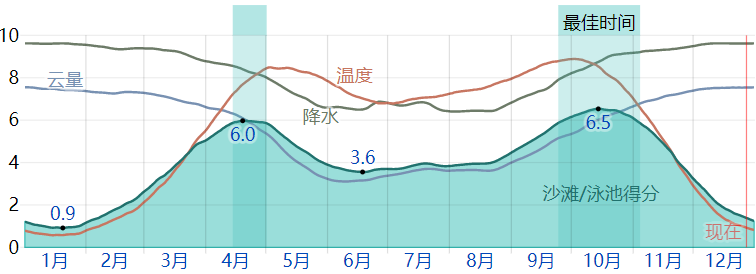 最佳时间
10
8
6
4
2
0
云量
温度
降水
6.0
3.6
6.5
0.9
沙滩/泳池得分
现在
1月 2月 3月 4月 5月 6月 7月 8月 9月 10月 11月 12月